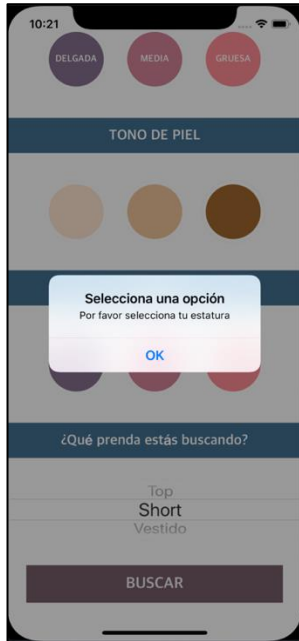 10:21
DELGADA
MEDIA
GRUESA
TONO DE PIEL
Selecciona una opción
Por favor selecciona tu estatura
OK
¿Qué prenda estás buscando?
Top
Short
Vestido
BUSCAR